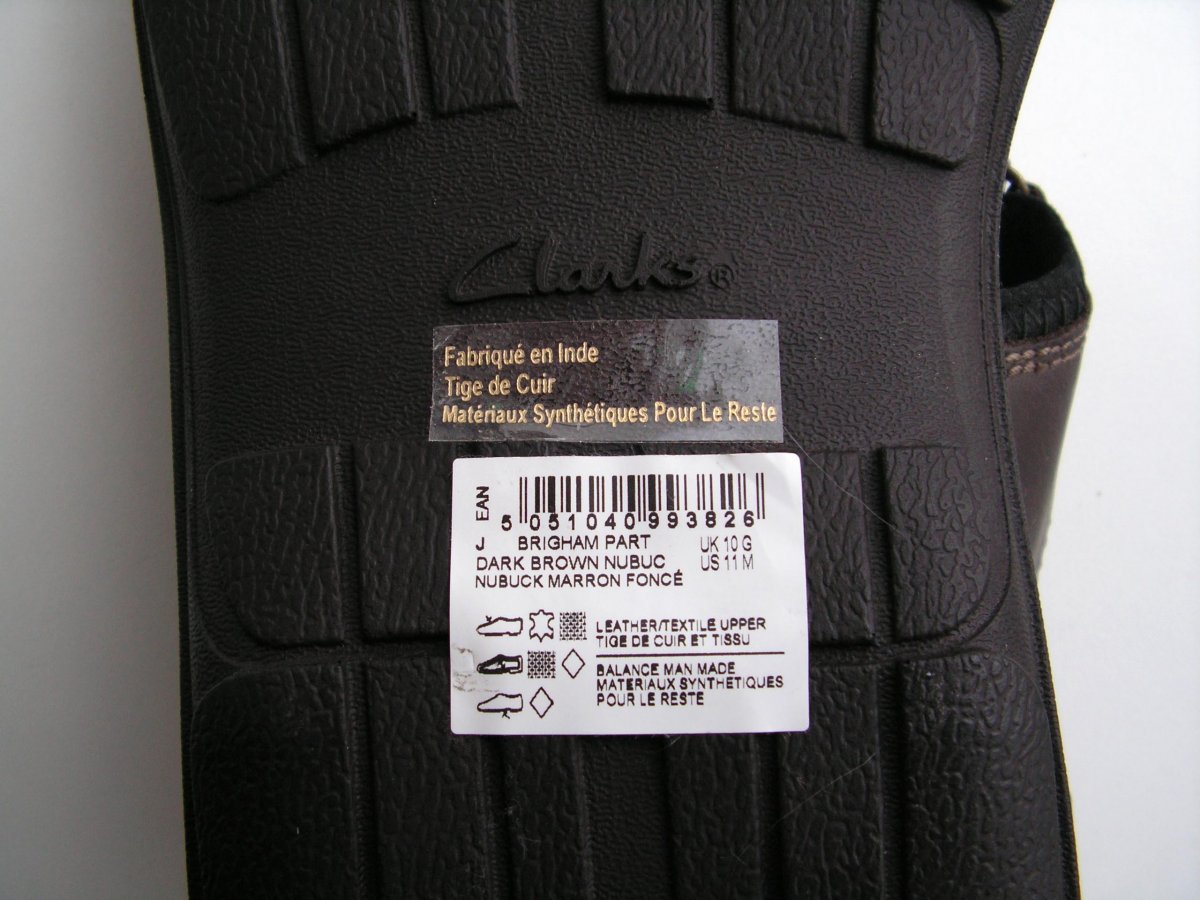 Clarks®
Fabriqué en Inde
Tige de Cuir
Matériaux Synthétiques Pour Le Reste
EAN
5 051040 993826
J BRIGHAM PART UK 10 G
DARK BROWN NUBUC US 11 M
NUBUCK MARRON FONCÉ
LEATHER/TEXTILE UPPER
TIGE DE CUIR ET TISSU
BALANCE MAN MADE
MATERIAUX SYNTHETIQUES
POUR LE RESTE